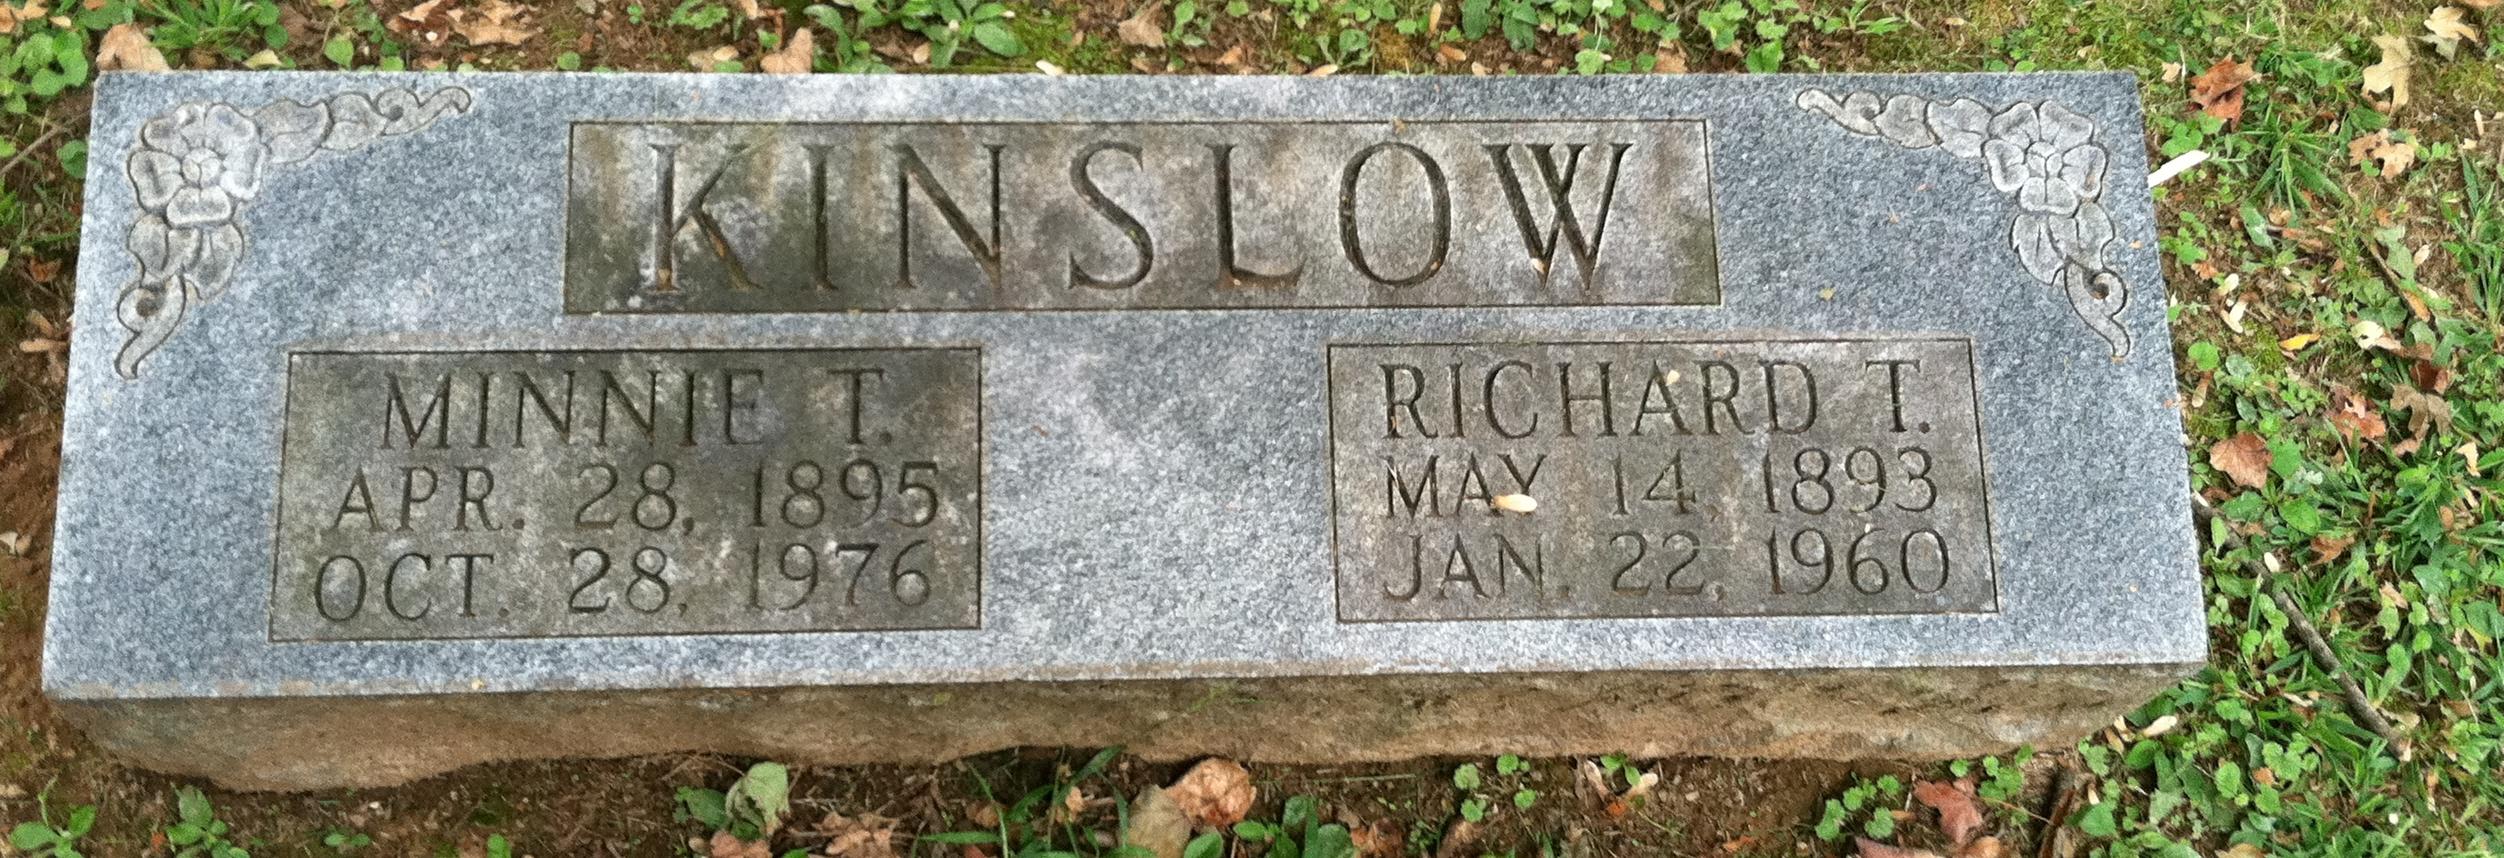 KINSLOW
MINNIE T.
APR. 28, 1895
OCT. 28, 1976
RICHARD T.
MAY 14, 1893
JAN. 22, 1960